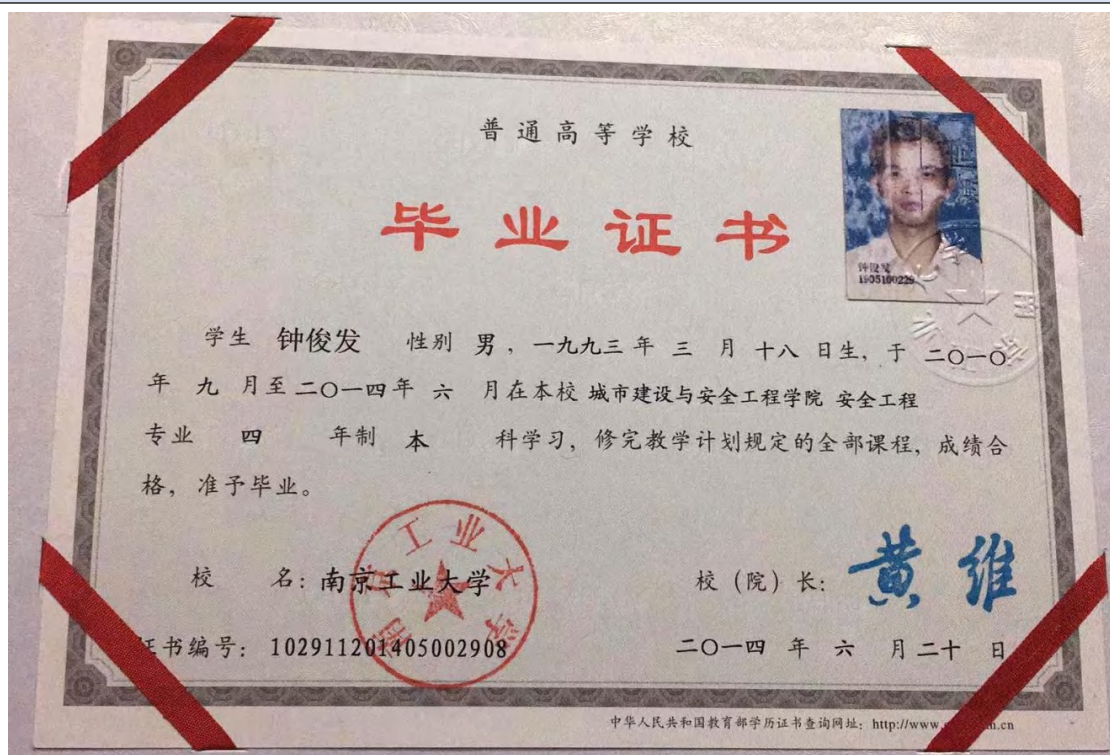 普通高等学校
毕业证书
钟俊发
1905100229
学生 钟俊发 性别 男，一九九三 年 三 月 十八 日生，于 二〇一〇
年 九 月至 二〇一四 年 六 月在本校 城市建设与安全工程学院 安全工程
专业 四 年制 本 科学习，修完教学计划规定的全部课程，成绩合
格，准予毕业。
南京工业大学
校 名：南京工业大学
校（院）长：黄维
书编号：102911201405002908
二〇一四 年 六 月 二十 日
中华人民共和国教育部学历证书查询网址：http://www.